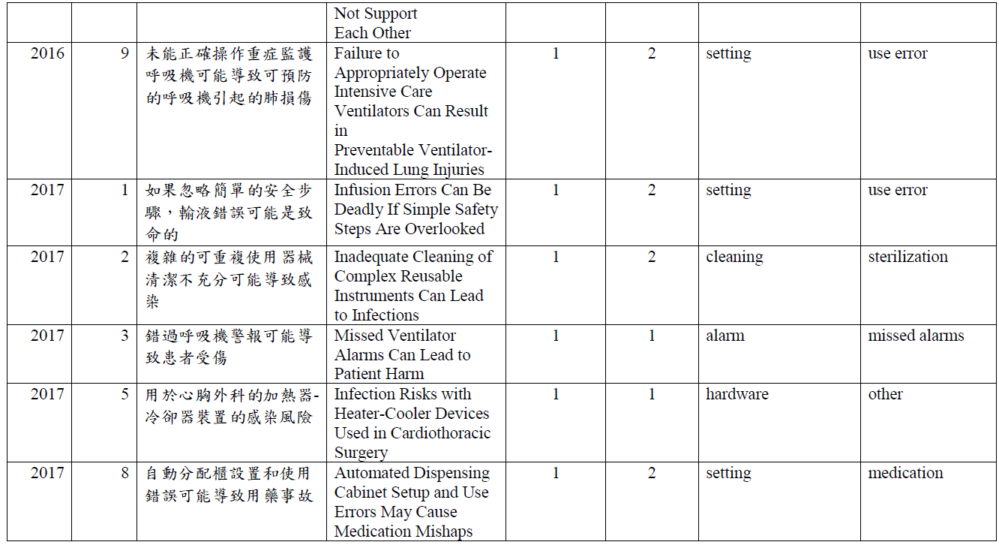 Not Support
Each Other
2016 9 未能正確操作重症監護 Failure to 1 2 setting use error
呼吸機可能導致可預防 Appropriately Operate
的呼吸機引起的肺損傷 Intensive Care
Ventilators Can Result
in
Preventable Ventilator-
Induced Lung Injuries
2017 1 如果忽略簡單的安全步 Infusion Errors Can Be 1 2 setting use error
驟，輸液錯誤可能是致 Deadly If Simple Safety
命的 Steps Are Overlooked
2017 2 複雜的可重複使用器械 Inadequate Cleaning of 1 2 cleaning sterilization
清潔不充分可能導致感 Complex Reusable
染 Instruments Can Lead
to Infections
2017 3 錯過呼吸機警報可能導 Missed Ventilator 1 1 alarm missed alarms
致患者受傷 Alarms Can Lead to
Patient Harm
2017 5 用於心胸外科的加熱器- Infection Risks with 1 1 hardware other
冷卻器裝置的感染風險 Heater-Cooler Devices
Used in Cardiothoracic
Surgery
2017 8 自動分配櫃設置和使用 Automated Dispensing 1 2 setting medication
錯誤可能導致用藥事故 Cabinet Setup and Use
Errors May Cause
Medication Mishaps